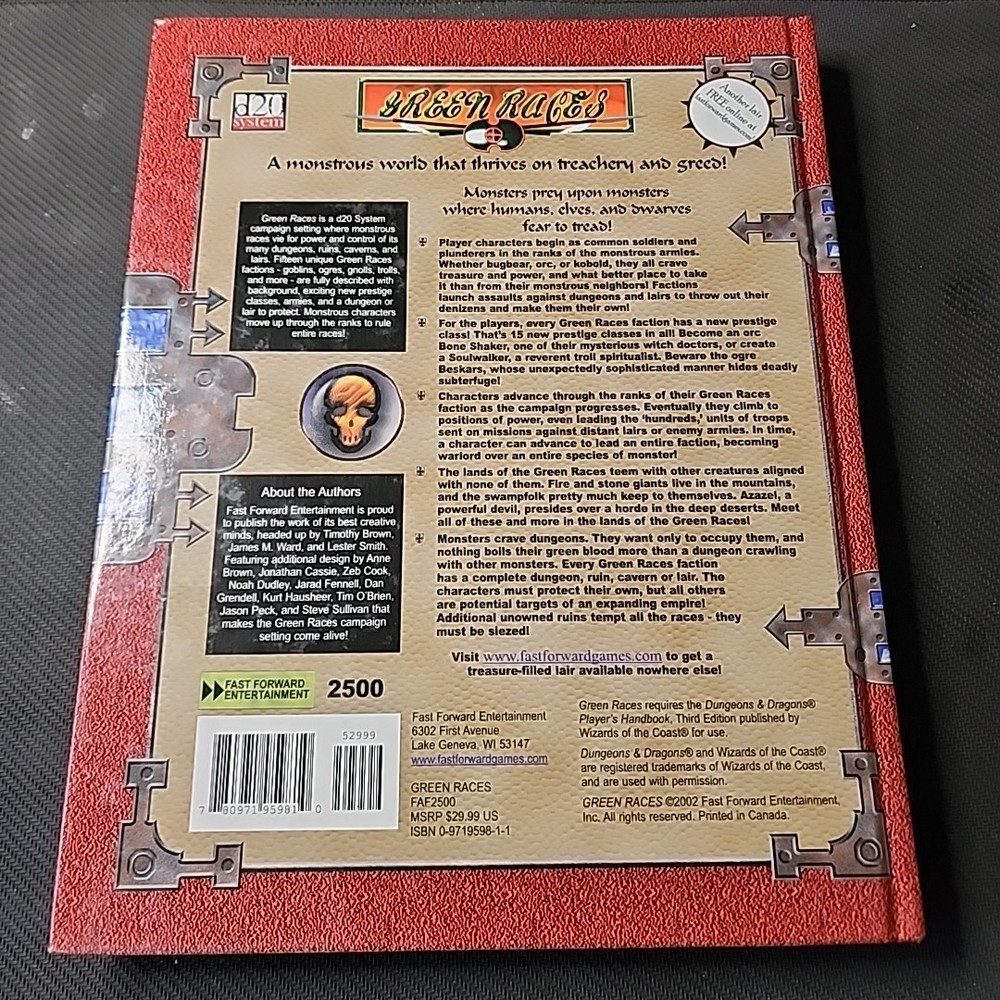 d20
system
GREEN RACES
Another lair
FREE online at
fastforwardgames.com!
A monstrous world that thrives on treachery and greed!
Monsters prey upon monsters
where humans, elves, and dwarves
fear to tread!
Green Races is a d20 System
campaign setting where monstrous
races vie for power and control of its
many dungeons, ruins, caverns, and
lairs. Fifteen unique Green Races
factions - goblins, ogres, gnolls, trolls,
and more - are fully described with
background, exciting new prestige
classes, armies, and a dungeon or
lair to protect. Monstrous characters
move up through the ranks to rule
entire races!
Player characters begin as common soldiers and
plunderers in the ranks of the monstrous armies.
Whether bugbear, orc, or kobold, they all crave
treasure and power, and what better place to take
it than from their monstrous neighbors! Factions
launch assaults against dungeons and lairs to throw out their
denizens and make them their own!
For the players, every Green Races faction has a new prestige
class! That's 15 new prestige classes in all! Become an orc
Bone Shaker, one of their mysterious witch doctors, or create
a Soulwalker, a reverent troll spiritualist. Beware the ogre
Beskars, whose unexpectedly sophisticated manner hides deadly
subterfuge!
Characters advance through the ranks of their Green Races
faction as the campaign progresses. Eventually they climb to
positions of power, even leading the 'hundreds,' units of troops
sent on missions against distant lairs or enemy armies. In time,
a character can advance to lead an entire faction, becoming
warlord over an entire species of monster!
The lands of the Green Races teem with other creatures aligned
with none of them. Fire and stone giants live in the mountains,
and the swampfolk pretty much keep to themselves. Azazel, a
powerful devil, presides over a horde in the deep deserts. Meet
all of these and more in the lands of the Green Races!
Monsters crave dungeons. They want only to occupy them, and
nothing boils their green blood more than a dungeon crawling
with other monsters. Every Green Races faction
has a complete dungeon, ruin, cavern or lair. The
characters must protect their own, but all others
are potential targets of an expanding empire!
Additional unowned ruins tempt all the races - they
must be siezed!
Visit www.fastforwardgames.com to get a
treasure-filled lair available nowhere else!
About the Authors
Fast Forward Entertainment is proud
to publish the work of its best creative
minds, headed up by Timothy Brown,
James M. Ward, and Lester Smith.
Featuring additional design by Anne
Brown, Jonathan Cassie, Zeb Cook,
Noah Dudley, Jarad Fennell, Dan
Grendell, Kurt Hausheer, Tim O'Brien,
Jason Peck, and Steve Sullivan that
makes the Green Races campaign
setting come alive!
FAST FORWARD
ENTERTAINMENT
2500
52999
7 80971 95981 0
Fast Forward Entertainment
6302 First Avenue
Lake Geneva, WI 53147
www.fastforwardgames.com
GREEN RACES
FAF2500
MSRP $29.99 US
ISBN 0-9719598-1-1
Green Races requires the Dungeons & Dragons®
Player's Handbook, Third Edition published by
Wizards of the Coast® for use.
Dungeons & Dragons® and Wizards of the Coast®
are registered trademarks of Wizards of the Coast,
and are used with permission.
GREEN RACES ©2002 Fast Forward Entertainment,
Inc. All rights reserved. Printed in Canada.